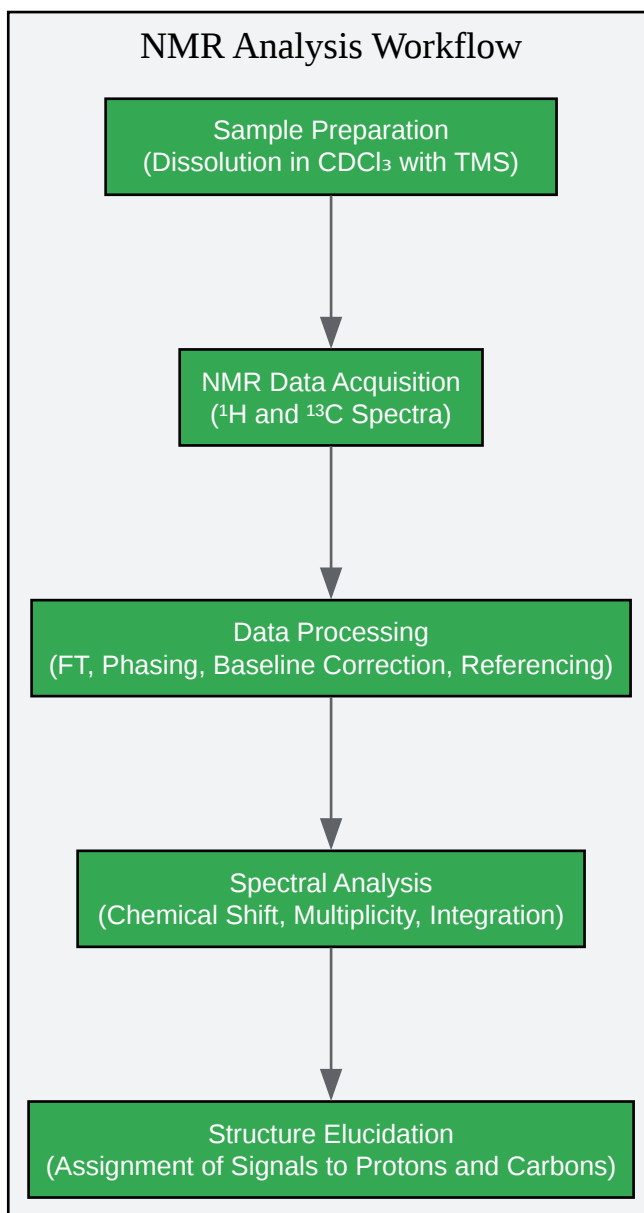 NMR Analysis Workflow
Sample Preparation
(Dissolution in CDCl₃ with TMS)
NMR Data Acquisition
(¹H and ¹³C Spectra)
Data Processing
(FT, Phasing, Baseline Correction, Referencing)
Spectral Analysis
(Chemical Shift, Multiplicity, Integration)
Structure Elucidation
(Assignment of Signals to Protons and Carbons)